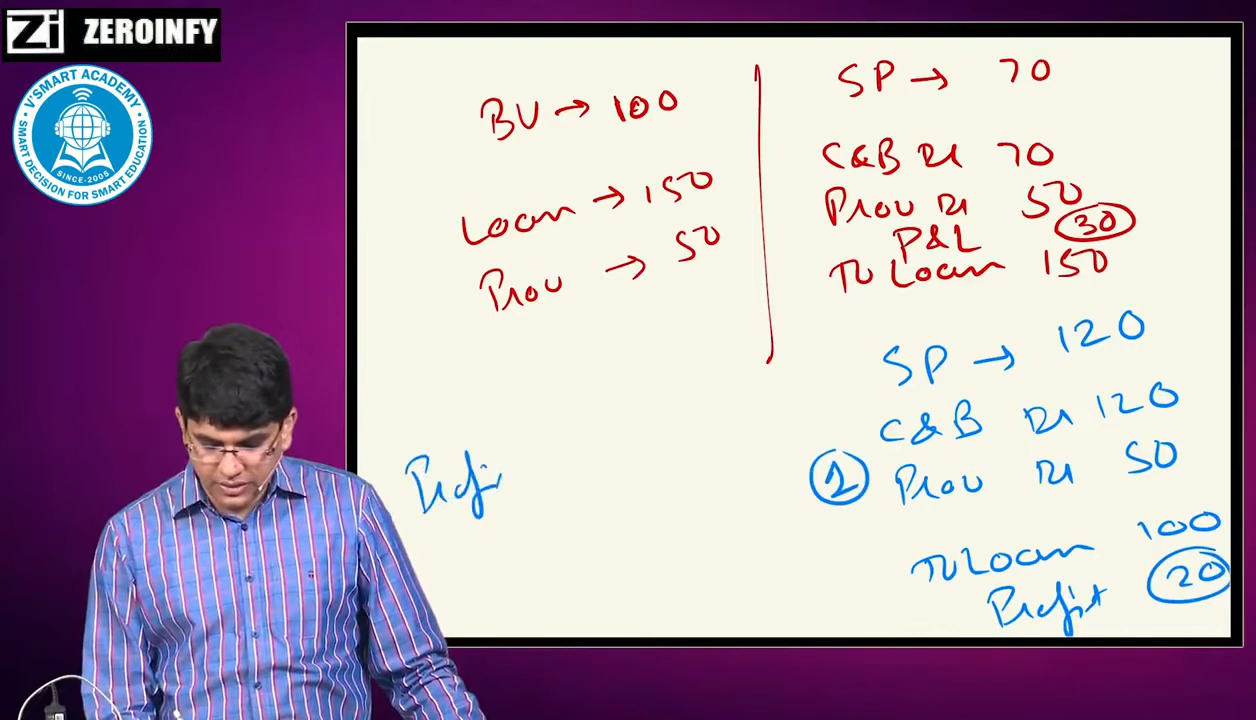 Zi ZEROINFY
V'SMART ACADEMY
SINCE-2005
SMART DECISION FOR SMART EDUCATION
BV → 100
Loan → 150
Prov → 50
SP → 70
C&B Dr 70
Prov Dr 50
P&L 30
To Loan 150
SP → 120
C&B Dr 120
2 Prov Dr 50
To Loan 100
Profit 20
Profi